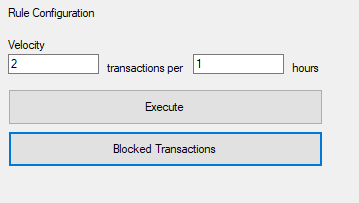 Rule Configuration
Velocity
2 transactions per 1 hours
Execute
Blocked Transactions